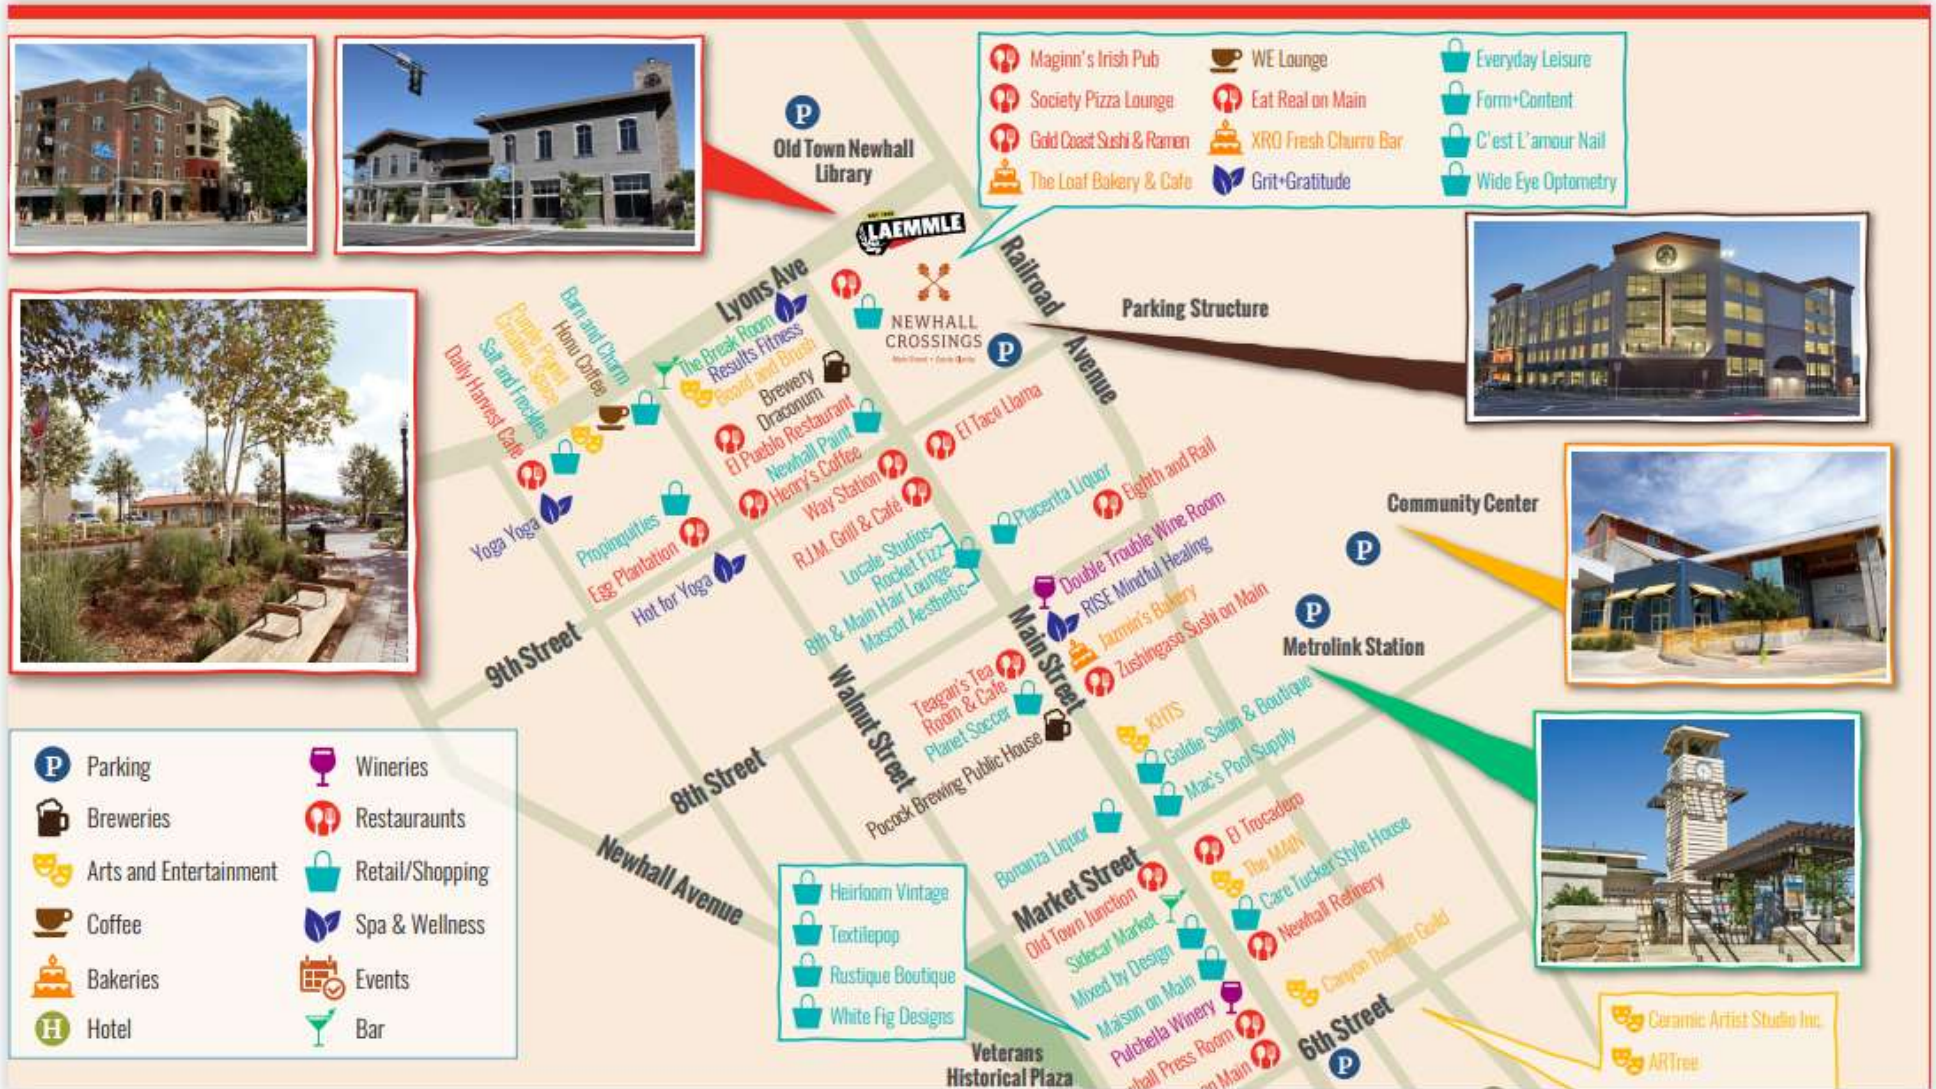 Maginn's Irish Pub
Society Pizza Lounge
Gold Coast Sushi & Ramen
The Loaf Bakery & Cafe
WE Lounge
Eat Real on Main
XRO Fresh Churro Bar
Grit+Gratitude
Everyday Leisure
Form+Content
C'est L'amour Nail
Wide Eye Optometry
P
Old Town Newhall
Library
LAEMMLE
NEWHALL
CROSSINGS
P
Railroad
Avenue
Parking Structure
Lyons Ave
Barn and Charm
Honu Coffee
Purple Planet
Creative Space
Salt and Freckles
Daily Harvest Cafe
Yoga Yoga
The Break Room
Results Fitness
Board and Brush
Brewery
Draconum
El Pueblo Restaurant
Newhall Paint
Henry's Coffee
Way Station
R.J.M. Grill & Café
El Taco Llama
Propinquities
Egg Plantation
Hot for Yoga
Locale Studios
Rocket Fizz
8th & Main Hair Lounge
Mascot Aesthetic
Placerita Liquor
Eighth and Rail
Double Trouble Wine Room
RISE Mindful Healing
Jazmin's Bakery
Zushingaso Sushi on Main
Community Center
P
P
Metrolink Station
9th Street
Main Street
Walnut Street
8th Street
Newhall Avenue
Teagan's Tea
Room & Cafe
Planet Soccer
Pocock Brewing Public House
KHTS
Goldie Salon & Boutique
Mac's Pool Supply
Bonanza Liquor
Market Street
El Trocadero
The MAIN
Care Tucker Style House
Newhall Refinery
Canyon Theatre Guild
Old Town Junction
Sidecar Market
Mixed by Design
Maison on Main
Pulchella Winery
Press Room
Main
6th Street
P
Heirloom Vintage
Textilepop
Rustique Boutique
White Fig Designs
Veterans
Historical Plaza
Ceramic Artist Studio Inc.
ARTree
P Parking
Breweries
Arts and Entertainment
Coffee
Bakeries
H Hotel
Wineries
Restauraunts
Retail/Shopping
Spa & Wellness
Events
Bar